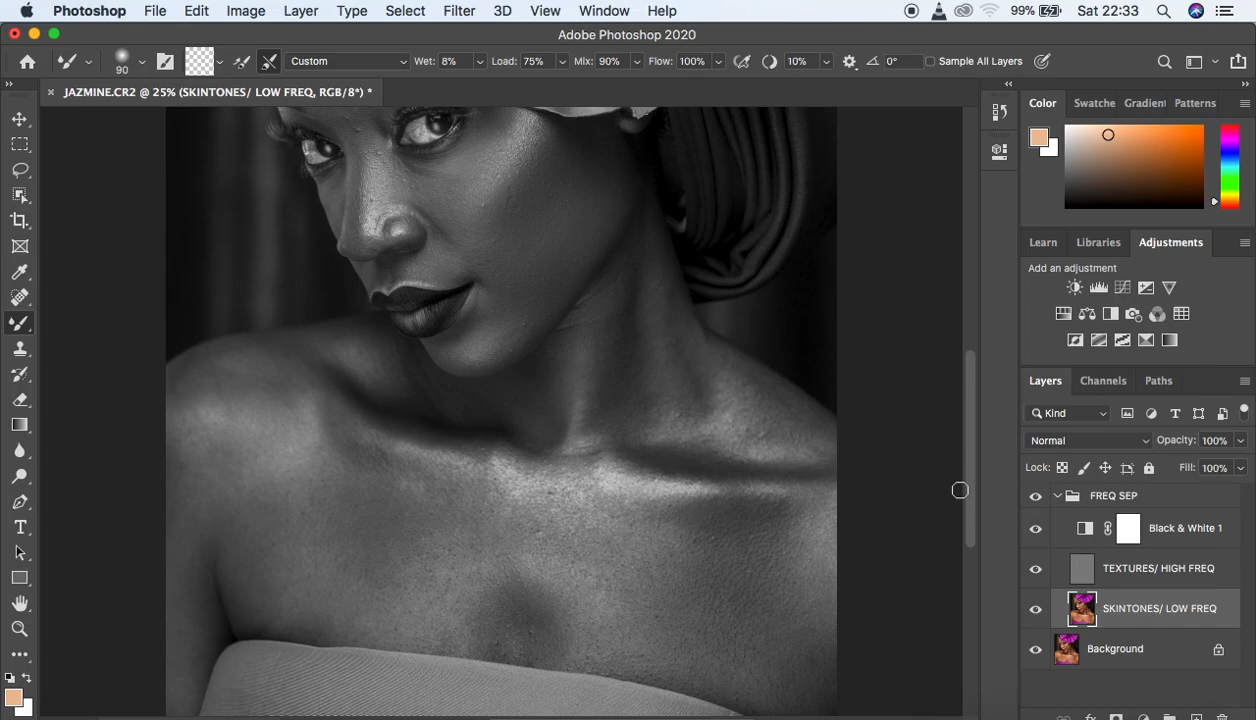 Photoshop File Edit Image Layer Type Select Filter 3D View Window Help 99% Sat 22:33
Adobe Photoshop 2020
90 Custom Wet: 8% Load: 75% Mix: 90% Flow: 100% 10% 0° Sample All Layers
JAZMINE.CR2 @ 25% (SKINTONES/ LOW FREQ, RGB/8*) *
Color Swatche Gradient Patterns
Learn Libraries Adjustments
Add an adjustment
Layers Channels Paths
Kind
Normal Opacity: 100%
Lock: Fill: 100%
FREQ SEP
Black & White 1
TEXTURES/ HIGH FREQ
SKINTONES/ LOW FREQ
Background